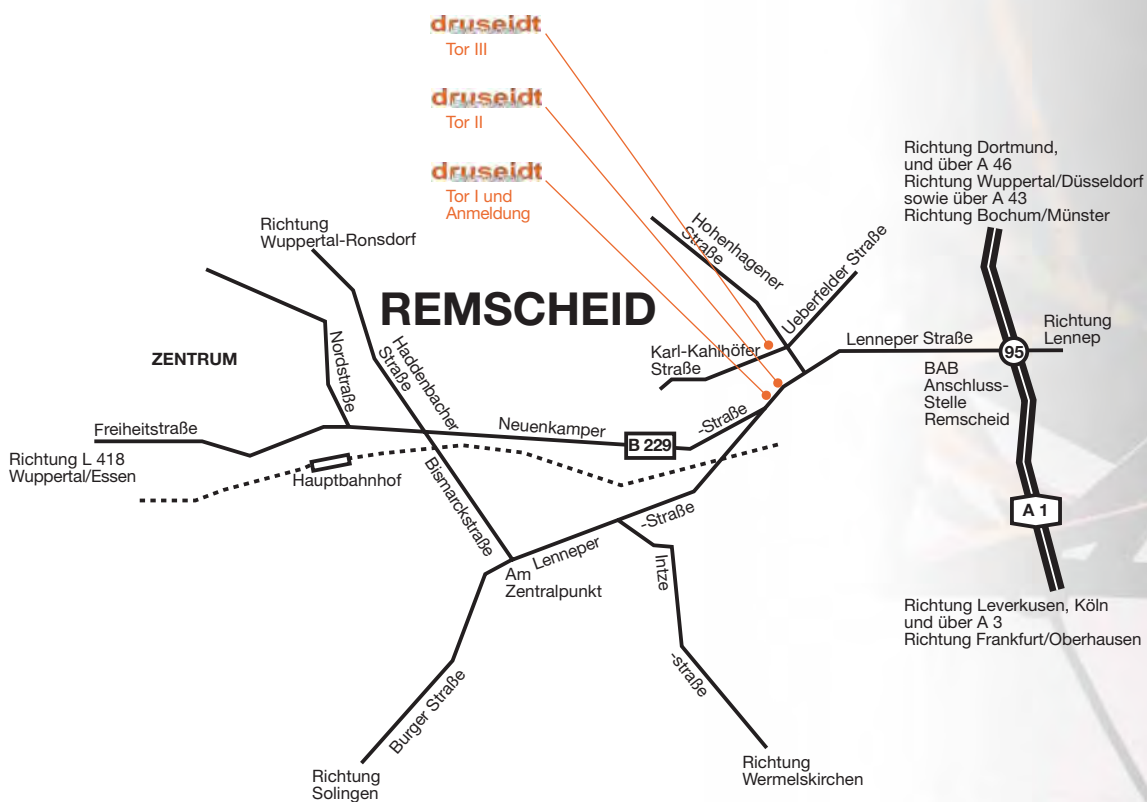 druseidt
Tor III
druseidt
Tor II
druseidt
Tor I und
Anmeldung
Richtung
Wuppertal-Ronsdorf
Richtung Dortmund,
und über A 46
Richtung Wuppertal/Düsseldorf
sowie über A 43
Richtung Bochum/Münster
Hohenhagener
Straße
Ueberfelder Straße
REMSCHEID
ZENTRUM
Nordstraße
Haddenbacher
Straße
Karl-Kahlhöfer
Straße
Lenneper Straße
95
Richtung
Lennep
BAB
Anschluss-
Stelle
Remscheid
Freiheitstraße
Neuenkamper
B 229
-Straße
Richtung L 418
Wuppertal/Essen
Hauptbahnhof
Bismarckstraße
A 1
Lenneper
-Straße
Am
Zentralpunkt
Intze
-straße
Richtung Leverkusen, Köln
und über A 3
Richtung Frankfurt/Oberhausen
Burger Straße
Richtung
Solingen
Richtung
Wermelskirchen